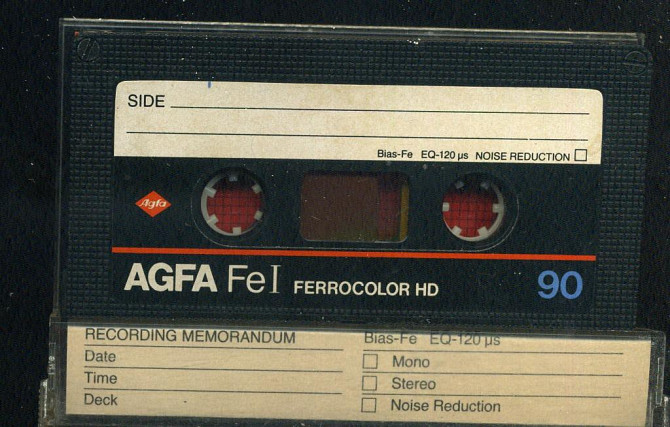 SIDE
Bias-Fe EQ-120 µs NOISE REDUCTION
Agfa
AGFA FeI FERROCOLOR HD 90
RECORDING MEMORANDUM Bias-Fe EQ-120 µs
Date Mono
Time Stereo
Deck Noise Reduction